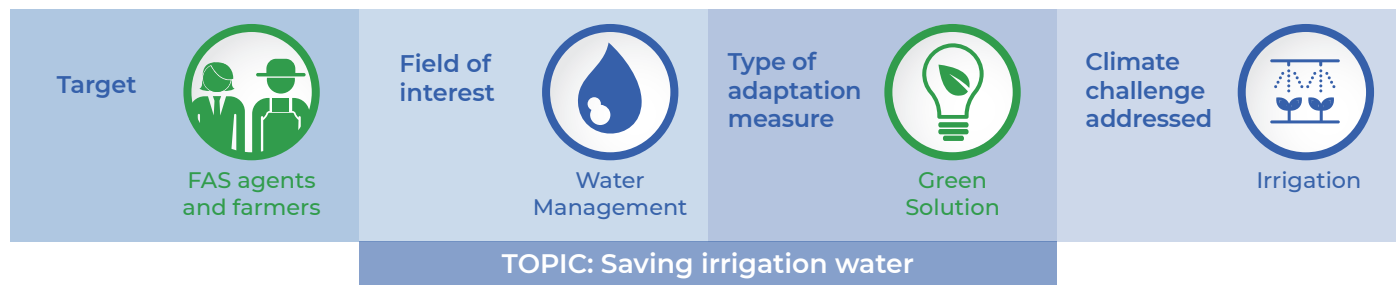 Target
FAS agents
and farmers
Field of
interest
Water
Management
Type of
adaptation
measure
Green
Solution
Climate
challenge
addressed
Irrigation
TOPIC: Saving irrigation water